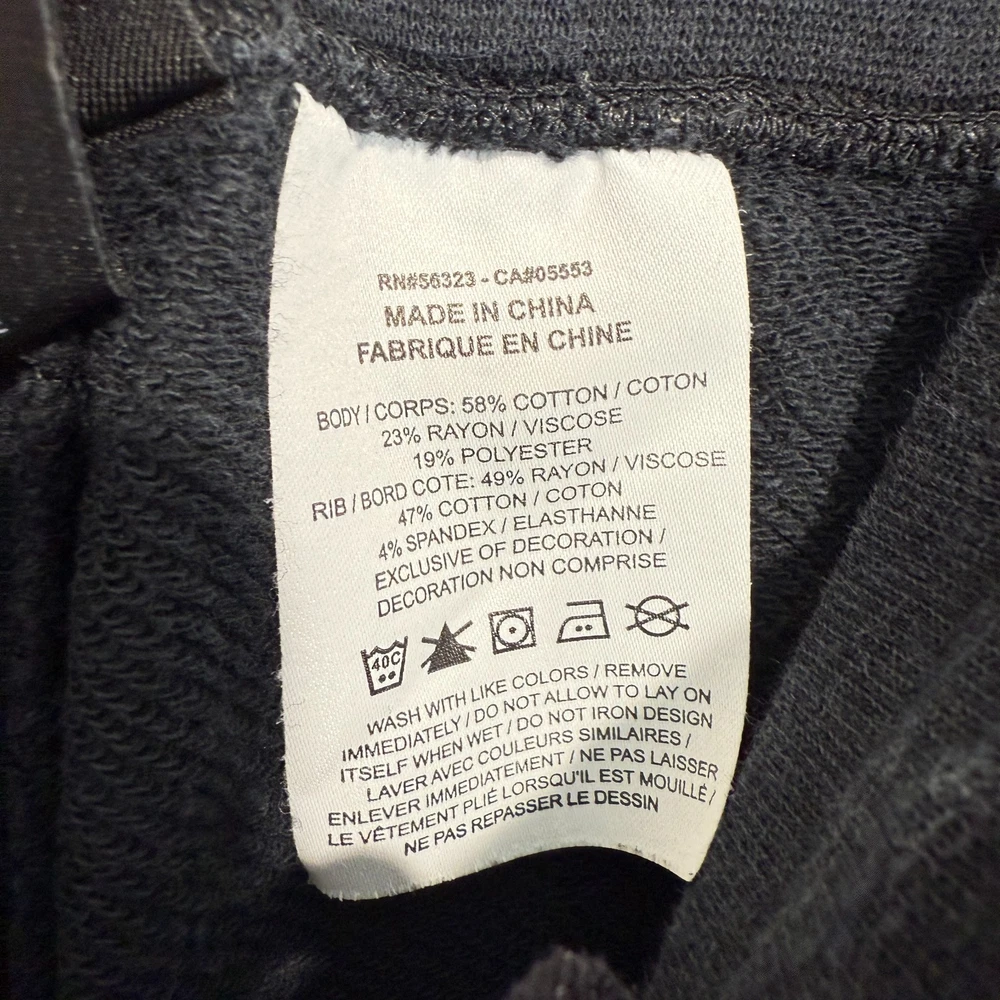 RN#56323 - CA#05553
MADE IN CHINA
FABRIQUE EN CHINE
BODY / CORPS: 58% COTTON / COTON
23% RAYON / VISCOSE
19% POLYESTER
RIB / BORD COTE: 49% RAYON / VISCOSE
47% COTTON / COTON
4% SPANDEX / ELASTHANNE
EXCLUSIVE OF DECORATION /
DECORATION NON COMPRISE
40C
WASH WITH LIKE COLORS / REMOVE
IMMEDIATELY / DO NOT ALLOW TO LAY ON
ITSELF WHEN WET / DO NOT IRON DESIGN
LAVER AVEC COULEURS SIMILAIRES /
ENLEVER IMMEDIATEMENT / NE PAS LAISSER
LE VÊTEMENT PLIÉ LORSQU'IL EST MOUILLÉ /
NE PAS REPASSER LE DESSIN